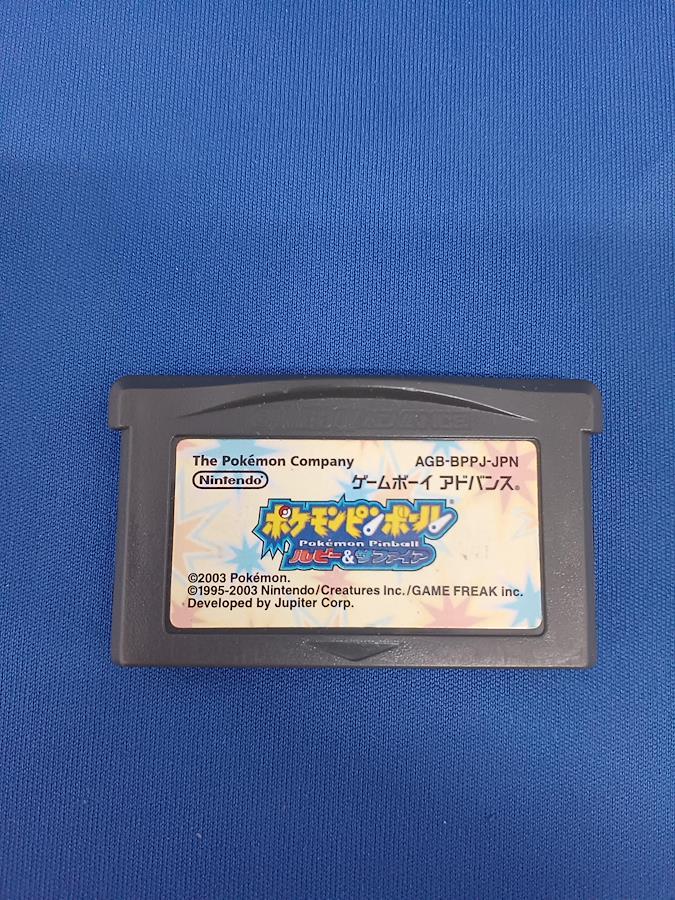 The Pokémon Company AGB-BPPJ-JPN
Nintendo® ゲームボーイ アドバンス®
ポケモンピンボール®
Pokémon Pinball
ルビー&サファイア
©2003 Pokémon.
©1995-2003 Nintendo/Creatures Inc./GAME FREAK inc.
Developed by Jupiter Corp.